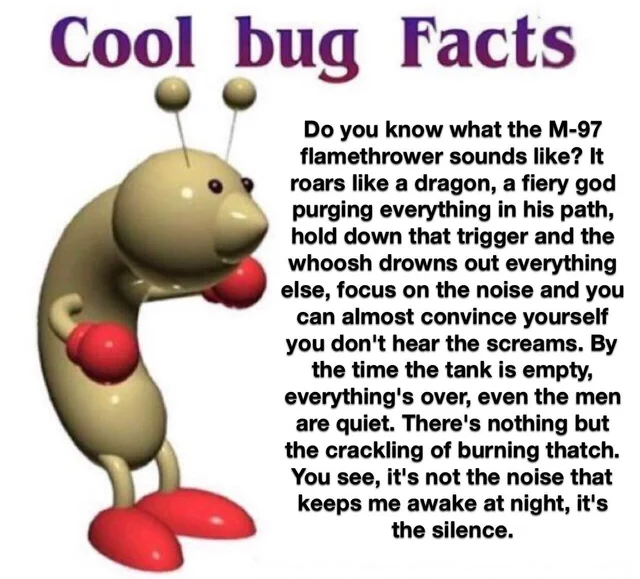 Cool bug Facts
Do you know what the M-97
flamethrower sounds like? It
roars like a dragon, a fiery god
purging everything in his path,
hold down that trigger and the
whoosh drowns out everything
else, focus on the noise and you
can almost convince yourself
you don't hear the screams. By
the time the tank is empty,
everything's over, even the men
are quiet. There's nothing but
the crackling of burning thatch.
You see, it's not the noise that
keeps me awake at night, it's
the silence.